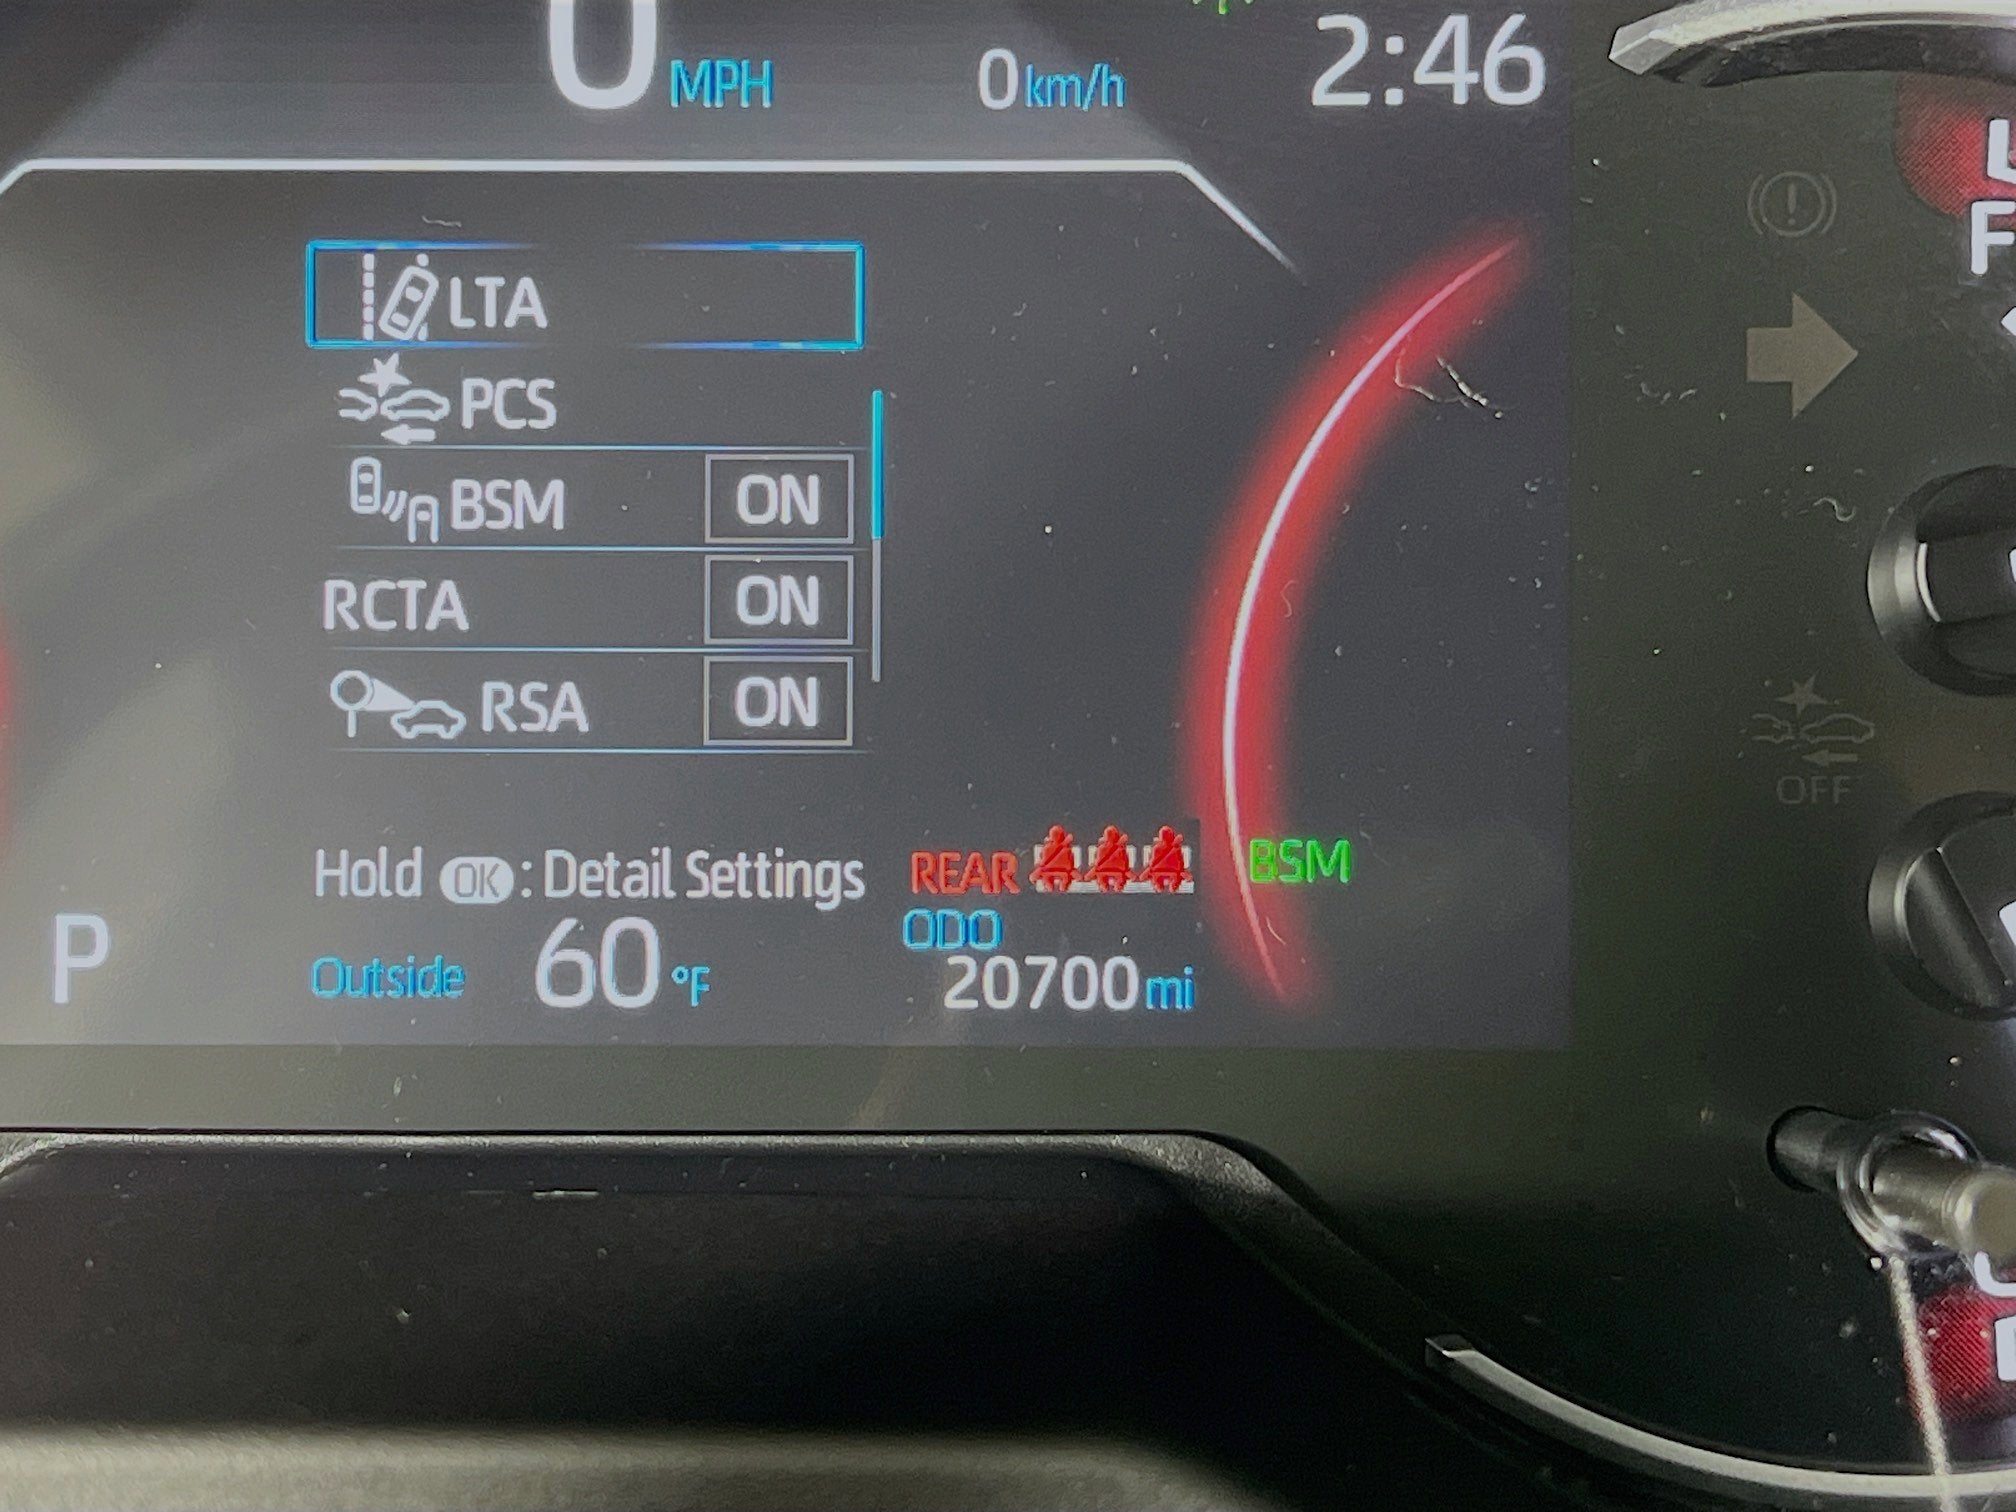 0 MPH 0 km/h 2:46
LTA
PCS
BSM ON
RCTA ON
RSA ON
Hold OK : Detail Settings
REAR
BSM
P
Outside 60 °F
ODO
20700 mi
F
OFF